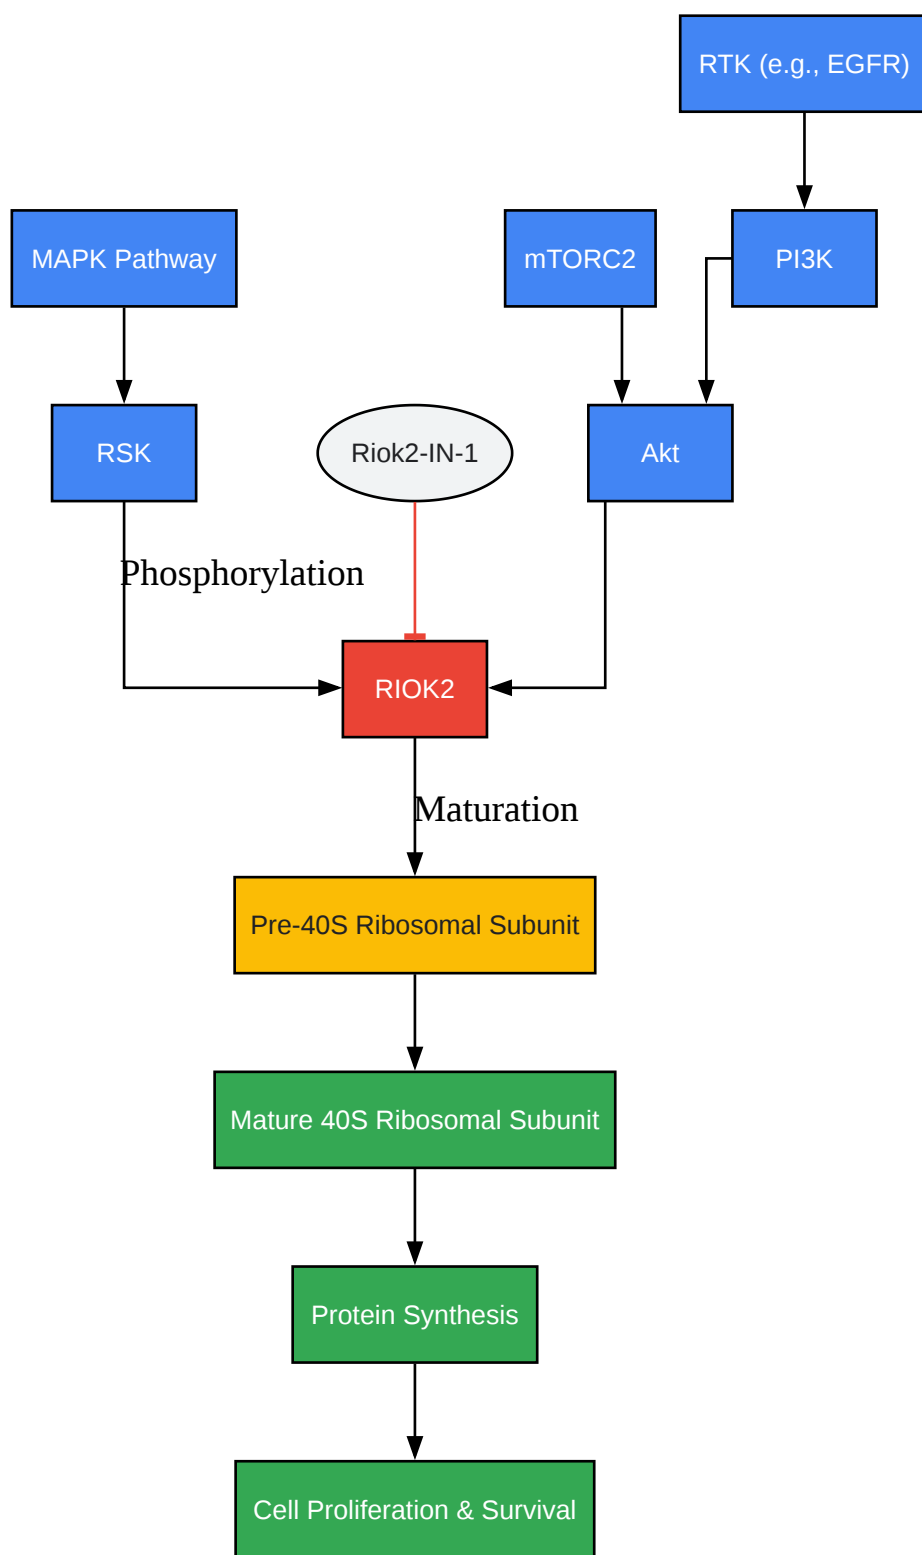 RTK (e.g., EGFR)
MAPK Pathway
mTORC2
PI3K
RSK
Riok2-IN-1
Akt
Phosphorylation
RIOK2
Maturation
Pre-40S Ribosomal Subunit
Mature 40S Ribosomal Subunit
Protein Synthesis
Cell Proliferation & Survival